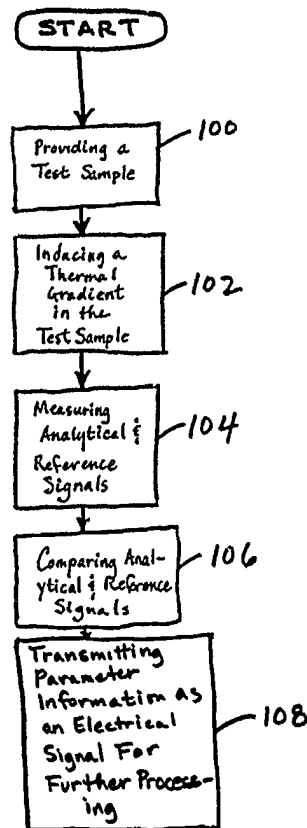 START
Providing a
Test Sample
100
Inducing a
Thermal
Gradient
in the
Test Sample
102
Measuring
Analytical &
Reference
Signals
104
Comparing Anal-
ytical & Reference
Signals
106
Transmitting
Parameter
Information as
an Electrical
Signal For
Further Process-
ing
108